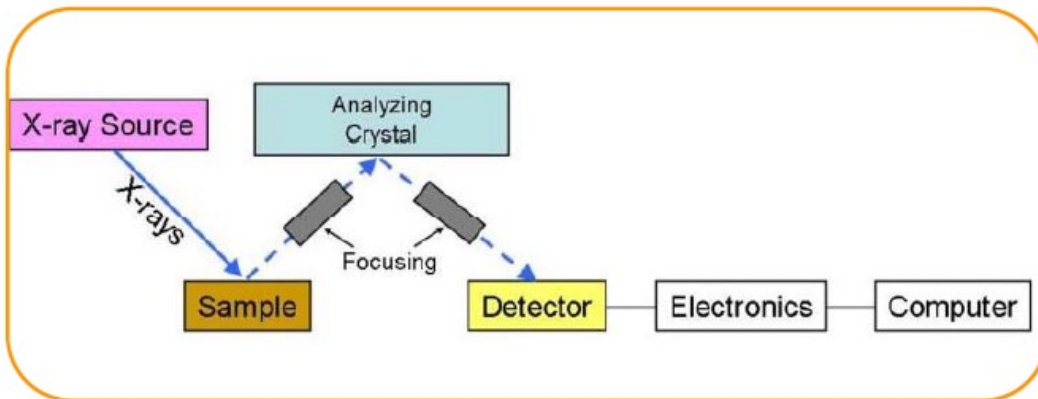 X-ray Source
Analyzing
Crystal
X-rays
Focusing
Sample
Detector
Electronics
Computer